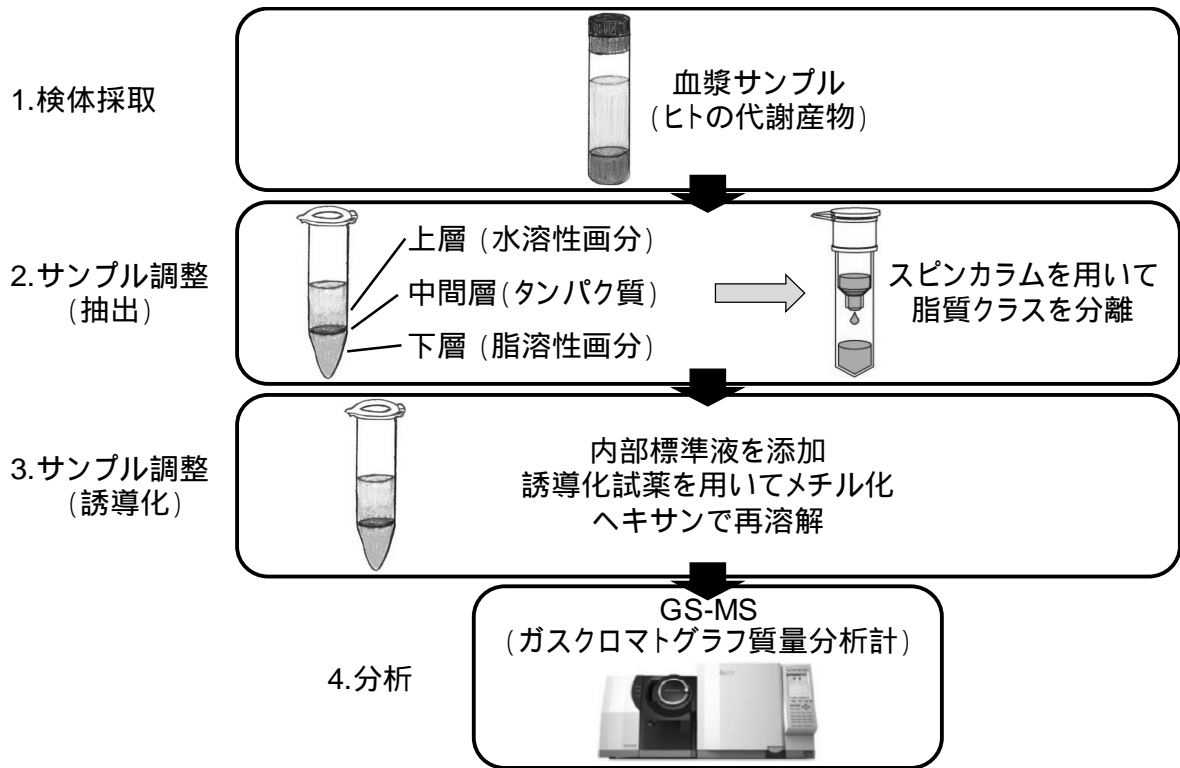 1.検体採取
血漿サンプル
(ヒトの代謝産物)
2.サンプル調整
(抽出)
上層 (水溶性画分)
中間層(タンパク質)
下層 (脂溶性画分)
スピンカラムを用いて
脂質クラスを分離
3.サンプル調整
(誘導化)
内部標準液を添加
誘導化試薬を用いてメチル化
ヘキサンで再溶解
4.分析
GS-MS
(ガスクロマトグラフ質量分析計)